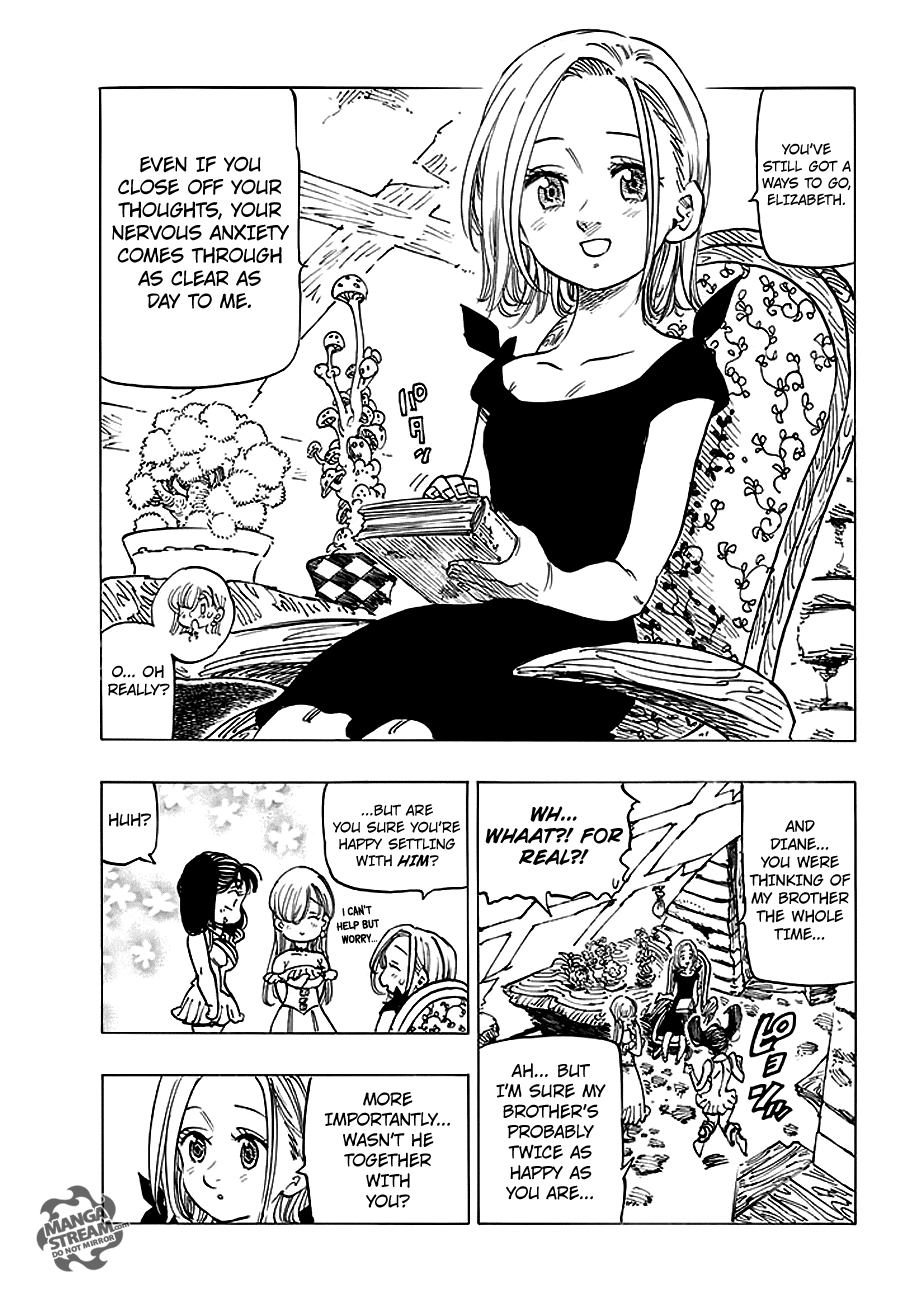 YOU'VE
STILL GOT A
WAYS TO GO,
ELIZABETH.
EVEN IF YOU
CLOSE OFF YOUR
THOUGHTS, YOUR
NERVOUS ANXIETY
COMES THROUGH
AS CLEAR AS
DAY TO ME.
O... OH
REALLY?
AND
DIANE...
YOU WERE
THINKING OF
MY BROTHER
THE WHOLE
TIME...
WH...
WHAAT?! FOR
REAL?!
AH... BUT
I'M SURE MY
BROTHER'S
PROBABLY
TWICE AS
HAPPY AS
YOU ARE...
...BUT ARE
YOU SURE YOU'RE
HAPPY SETTLING
WITH HIM?
I CAN'T
HELP BUT
WORRY...
HUH?
MORE
IMPORTANTLY...
WASN'T HE
TOGETHER
WITH
YOU?
MANGA
STREAM.com
DO NOT MIRROR